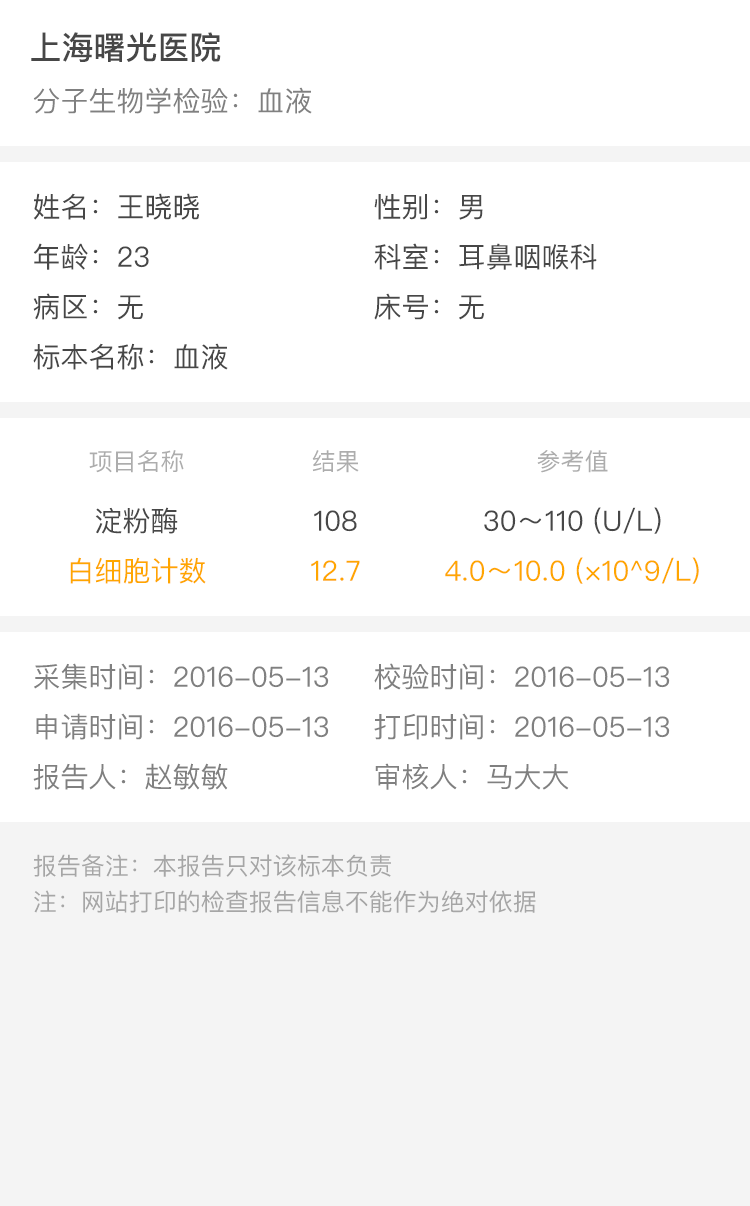 上海曙光医院
分子生物学检验：血液
姓名：王晓晓 性别：男
年龄：23 科室：耳鼻咽喉科
病区：无 床号：无
标本名称：血液
项目名称 结果 参考值
淀粉酶 108 30～110 (U/L)
白细胞计数 12.7 4.0～10.0 (×10^9/L)
采集时间：2016-05-13 校验时间：2016-05-13
申请时间：2016-05-13 打印时间：2016-05-13
报告人：赵敏敏 审核人：马大大
报告备注：本报告只对该标本负责
注：网站打印的检查报告信息不能作为绝对依据